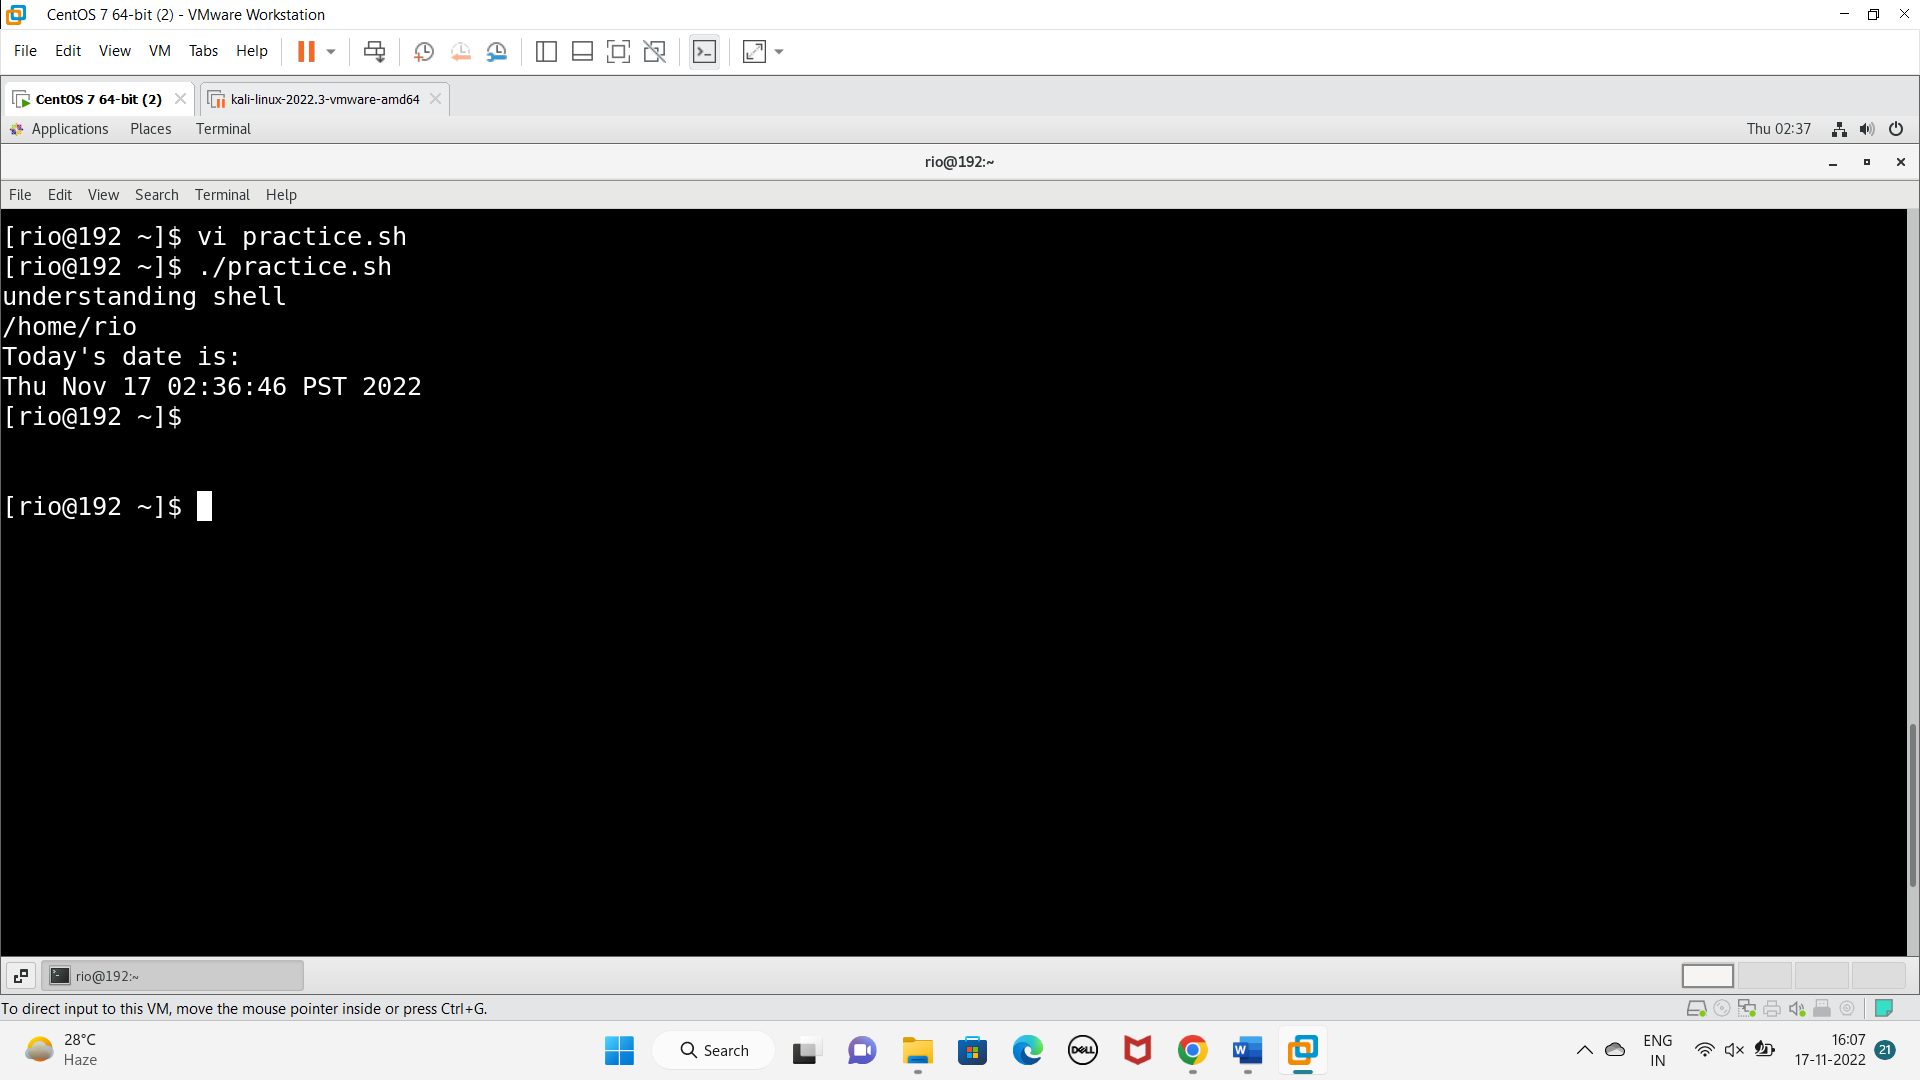 CentOS 7 64-bit (2) - VMware Workstation
File Edit View VM Tabs Help
CentOS 7 64-bit (2) kali-linux-2022.3-vmware-amd64
Applications Places Terminal Thu 02:37
rio@192:~
File Edit View Search Terminal Help
[rio@192 ~]$ vi practice.sh
[rio@192 ~]$ ./practice.sh
understanding shell
/home/rio
Today's date is:
Thu Nov 17 02:36:46 PST 2022
[rio@192 ~]$
[rio@192 ~]$
rio@192:~
To direct input to this VM, move the mouse pointer inside or press Ctrl+G.
28°C
Haze
Search
DELL
W
ENG
IN
16:07
17-11-2022
21